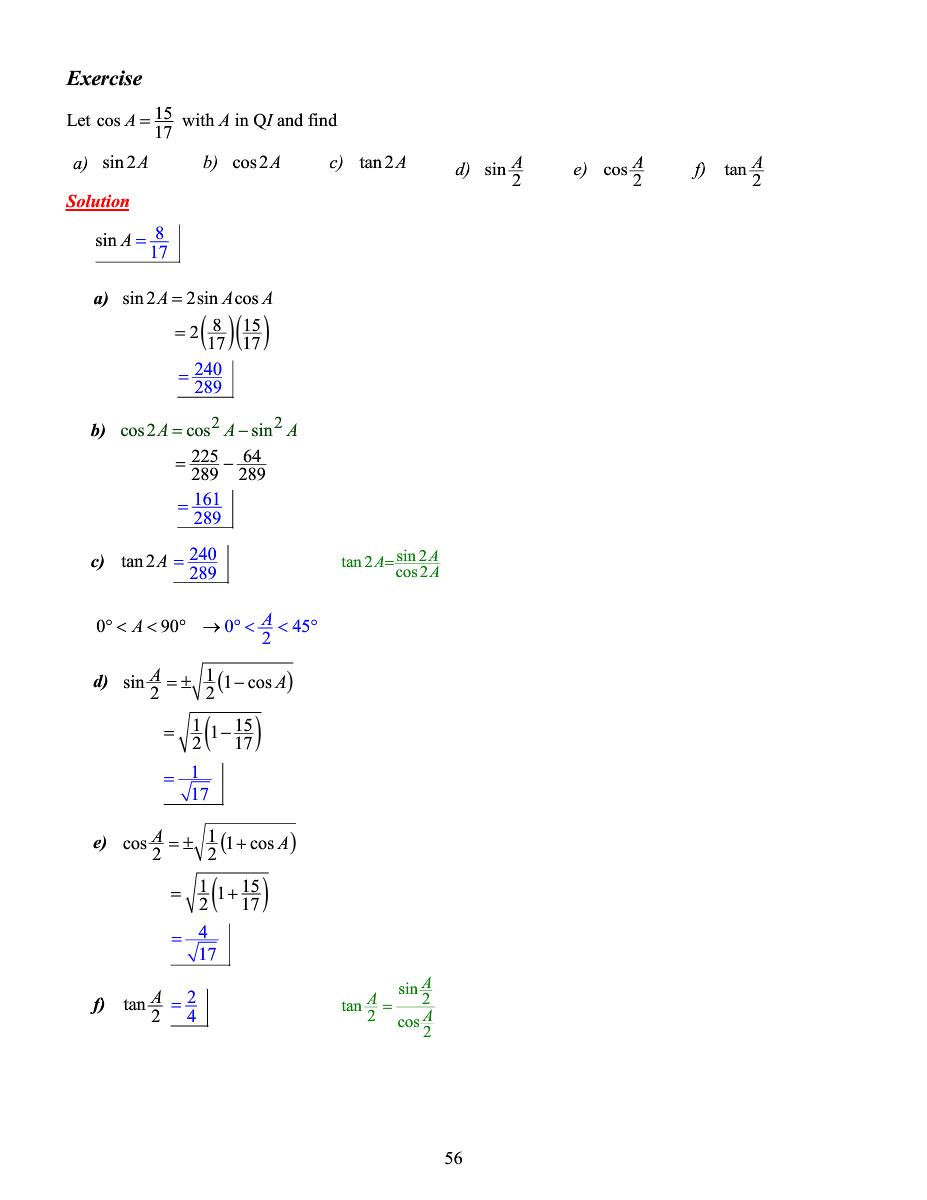 Exercise
Let cos A = 15/17 with A in QI and find
a) sin 2A b) cos 2A c) tan 2A d) sin A/2 e) cos A/2 f) tan A/2
Solution
sin A = 8/17
a) sin 2A = 2 sin A cos A
= 2(8/17)(15/17)
= 240/289
b) cos 2A = cos² A − sin² A
= 225/289 − 64/289
= 161/289
c) tan 2A = 240/289 tan 2A = sin 2A/cos 2A
0° < A < 90° → 0° < A/2 < 45°
d) sin A/2 = ±√(1/2(1 − cos A))
= √(1/2(1 − 15/17))
= 1/√17
e) cos A/2 = ±√(1/2(1 + cos A))
= √(1/2(1 + 15/17))
= 4/√17
f) tan A/2 = 2/4 tan A/2 = (sin A/2)/(cos A/2)
56